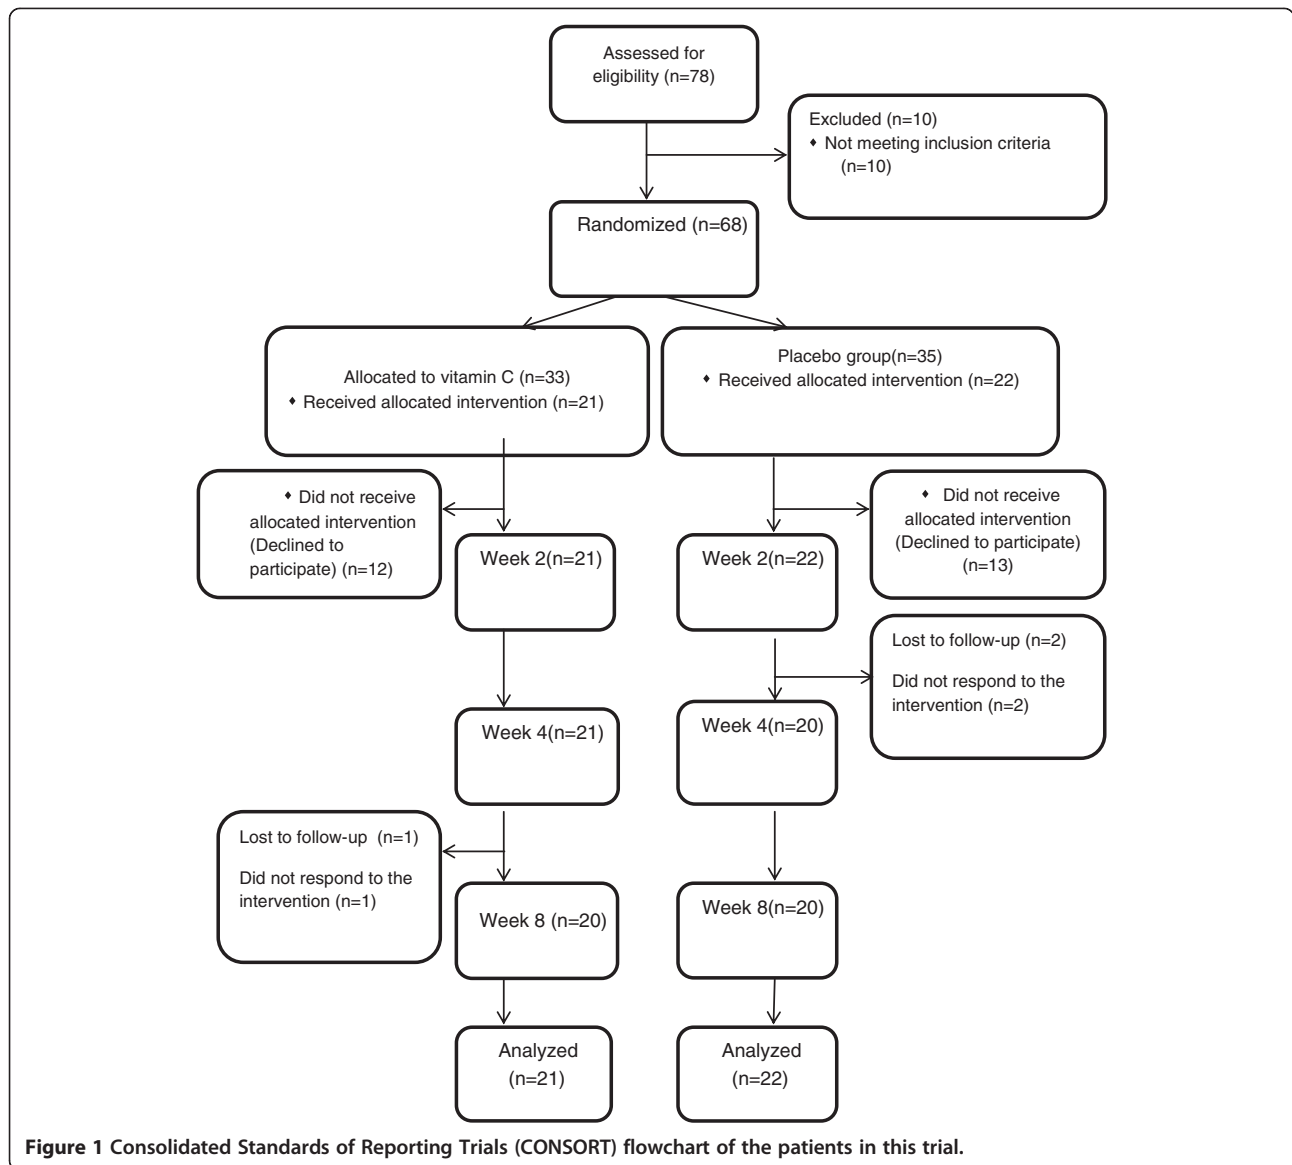 Assessed for
eligibility (n=78)
Excluded (n=10)
♦ Not meeting inclusion criteria
(n=10)
Randomized (n=68)
Allocated to vitamin C (n=33)
♦ Received allocated intervention (n=21)
Placebo group(n=35)
♦ Received allocated intervention (n=22)
♦ Did not receive
allocated intervention
(Declined to
participate) (n=12)
Week 2(n=21)
Week 2(n=22)
♦ Did not receive
allocated intervention
(Declined to participate)
(n=13)
Lost to follow-up (n=2)
Did not respond to the
intervention (n=2)
Week 4(n=21)
Week 4(n=20)
Lost to follow-up (n=1)
Did not respond to the
intervention (n=1)
Week 8 (n=20)
Week 8(n=20)
Analyzed
(n=21)
Analyzed
(n=22)
Figure 1 Consolidated Standards of Reporting Trials (CONSORT) flowchart of the patients in this trial.